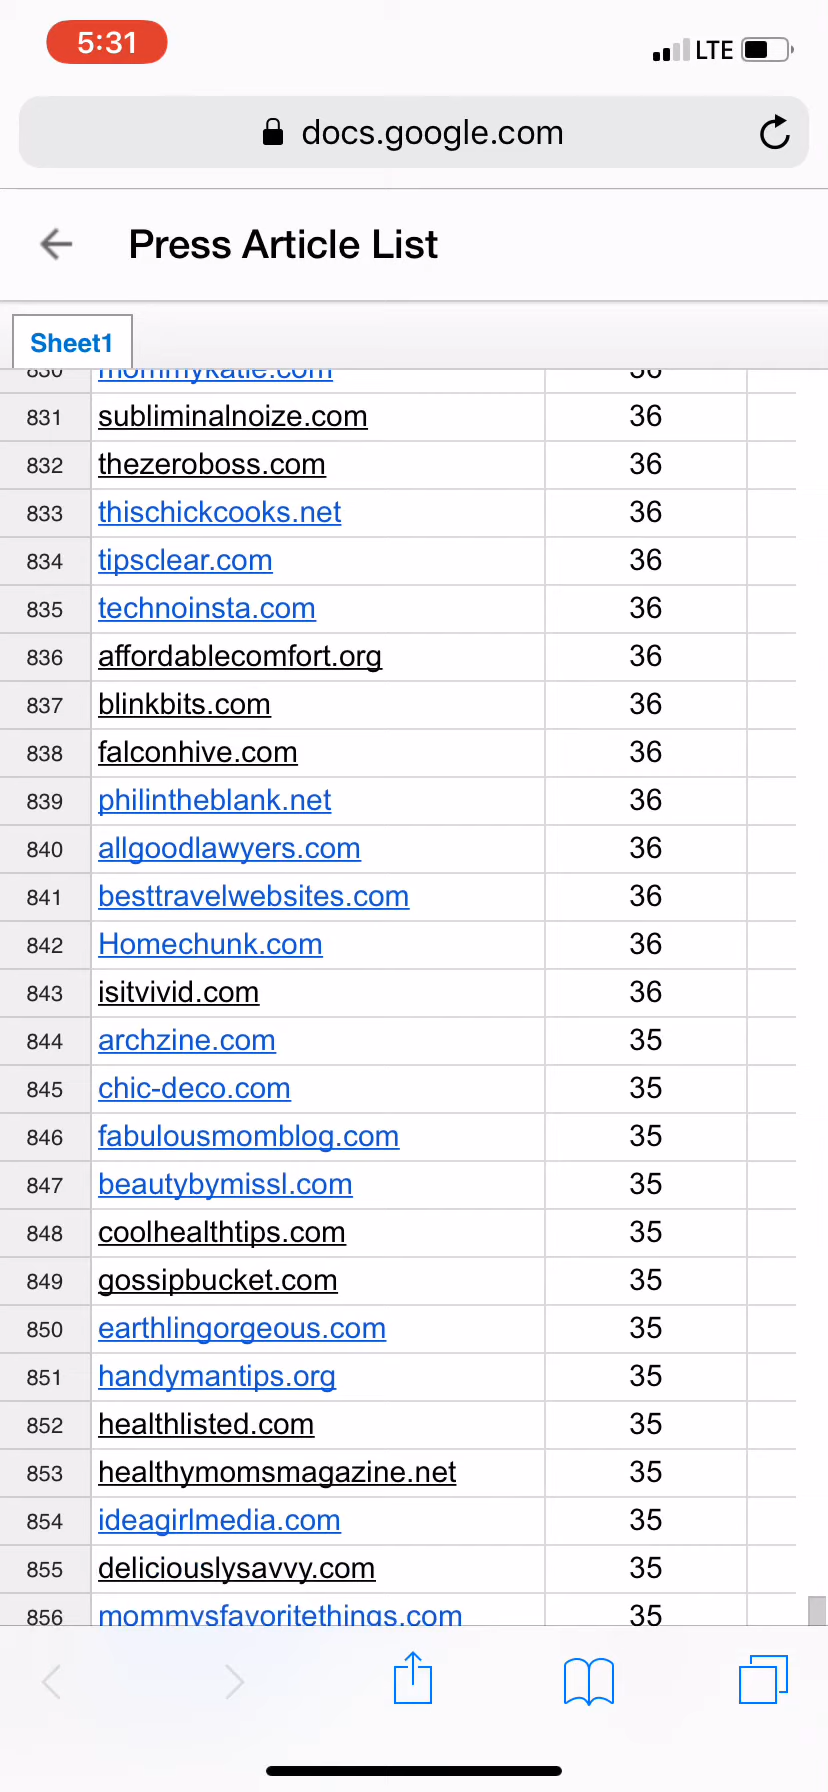 5:31
LTE
docs.google.com
Press Article List
Sheet1
830 mommykatie.com 36
831 subliminalnoize.com 36
832 thezeroboss.com 36
833 thischickcooks.net 36
834 tipsclear.com 36
835 technoinsta.com 36
836 affordablecomfort.org 36
837 blinkbits.com 36
838 falconhive.com 36
839 philintheblank.net 36
840 allgoodlawyers.com 36
841 besttravelwebsites.com 36
842 Homechunk.com 36
843 isitvivid.com 36
844 archzine.com 35
845 chic-deco.com 35
846 fabulousmomblog.com 35
847 beautybymissl.com 35
848 coolhealthtips.com 35
849 gossipbucket.com 35
850 earthlingorgeous.com 35
851 handymantips.org 35
852 healthlisted.com 35
853 healthymomsmagazine.net 35
854 ideagirlmedia.com 35
855 deliciouslysavvy.com 35
856 mommysfavoritethings.com 35